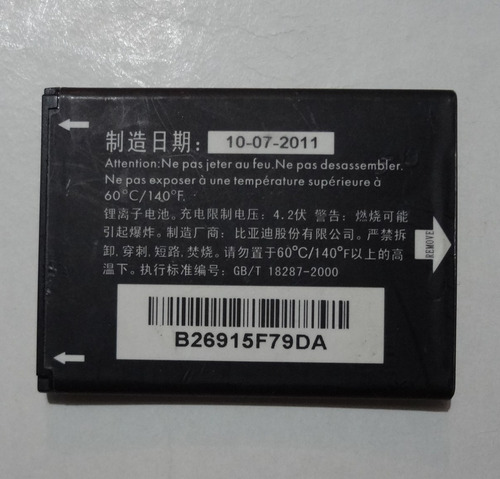 制造日期: 10-07-2011
Attention:Ne pas jeter au feu.Ne pas desassembler.
Ne pas exposer à une température supérieure à
60°C/140°F.
锂离子电池。充电限制电压: 4.2伏 警告: 燃烧可能
引起爆炸。制造厂商: 比亚迪股份有限公司。严禁拆
卸, 穿刺, 短路, 焚烧。请勿置于60°C/140°F以上的高
温下。执行标准编号: GB/T 18287-2000
REMOVE
B26915F79DA